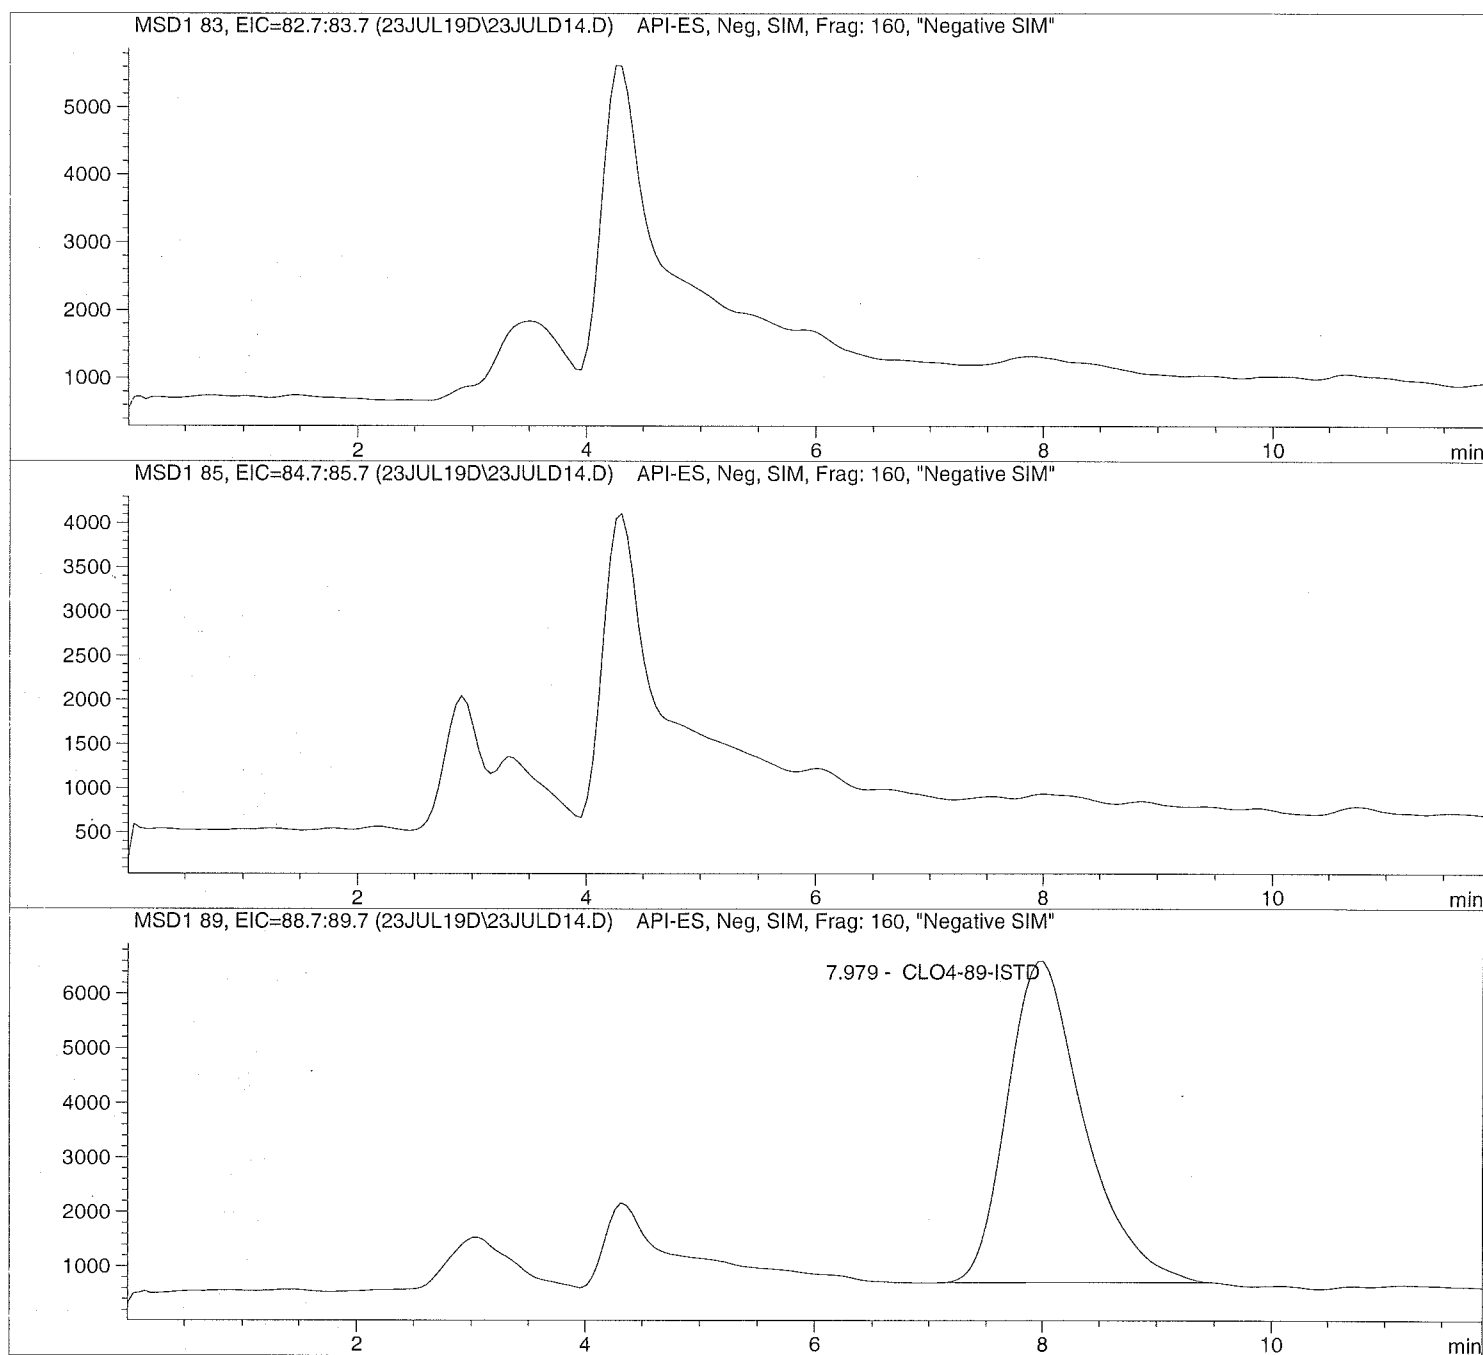 MSD1 83, EIC=82.7:83.7 (23JUL19D\23JULD14.D) API-ES, Neg, SIM, Frag: 160, "Negative SIM"
5000
4000
3000
2000
1000
2 4 6 8 10 min
MSD1 85, EIC=84.7:85.7 (23JUL19D\23JULD14.D) API-ES, Neg, SIM, Frag: 160, "Negative SIM"
4000
3500
3000
2500
2000
1500
1000
500
2 4 6 8 10 min
MSD1 89, EIC=88.7:89.7 (23JUL19D\23JULD14.D) API-ES, Neg, SIM, Frag: 160, "Negative SIM"
7.979 - CLO4-89-ISTD
6000
5000
4000
3000
2000
1000
2 4 6 8 10 min